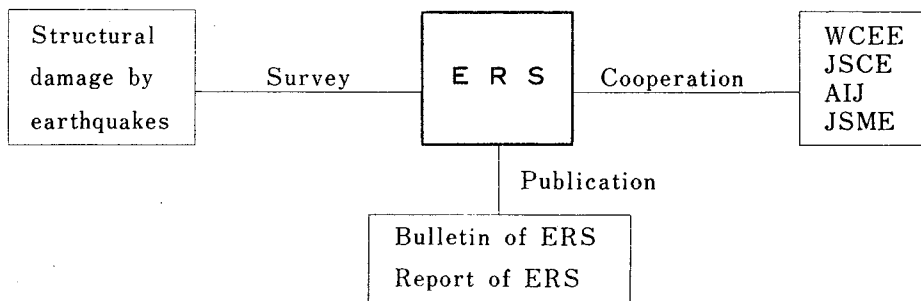 Structural
damage by
earthquakes
Survey
E R S
Cooperation
WCEE
JSCE
AIJ
JSME
Publication
Bulletin of ERS
Report of ERS